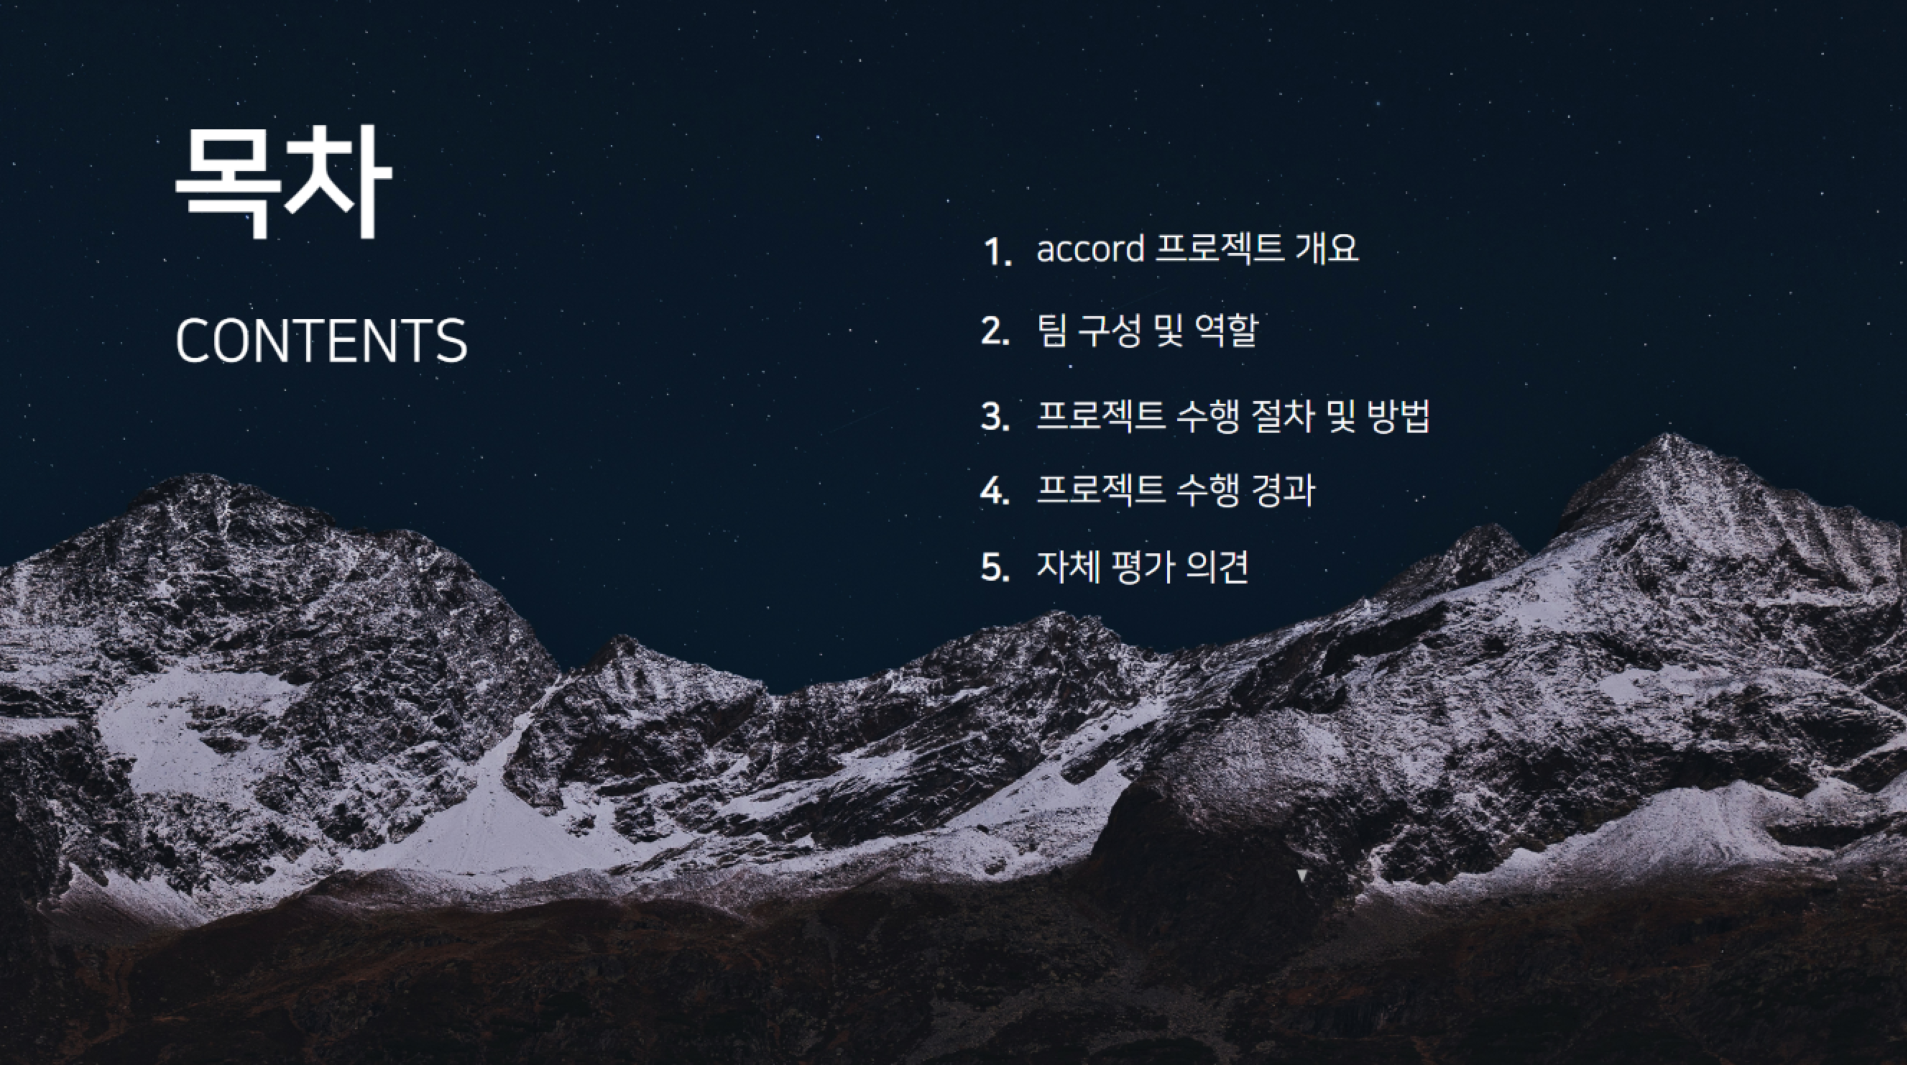 목차
CONTENTS
1. accord 프로젝트 개요
2. 팀 구성 및 역할
3. 프로젝트 수행 절차 및 방법
4. 프로젝트 수행 경과
5. 자체 평가 의견